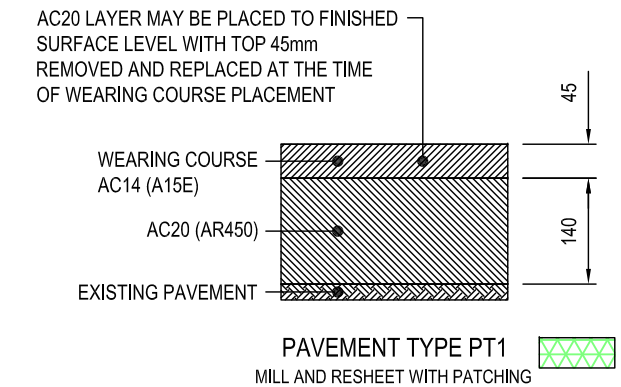 AC20 LAYER MAY BE PLACED TO FINISHED
SURFACE LEVEL WITH TOP 45mm
REMOVED AND REPLACED AT THE TIME
OF WEARING COURSE PLACEMENT
45
WEARING COURSE
AC14 (A15E)
AC20 (AR450)
140
EXISTING PAVEMENT
PAVEMENT TYPE PT1
MILL AND RESHEET WITH PATCHING